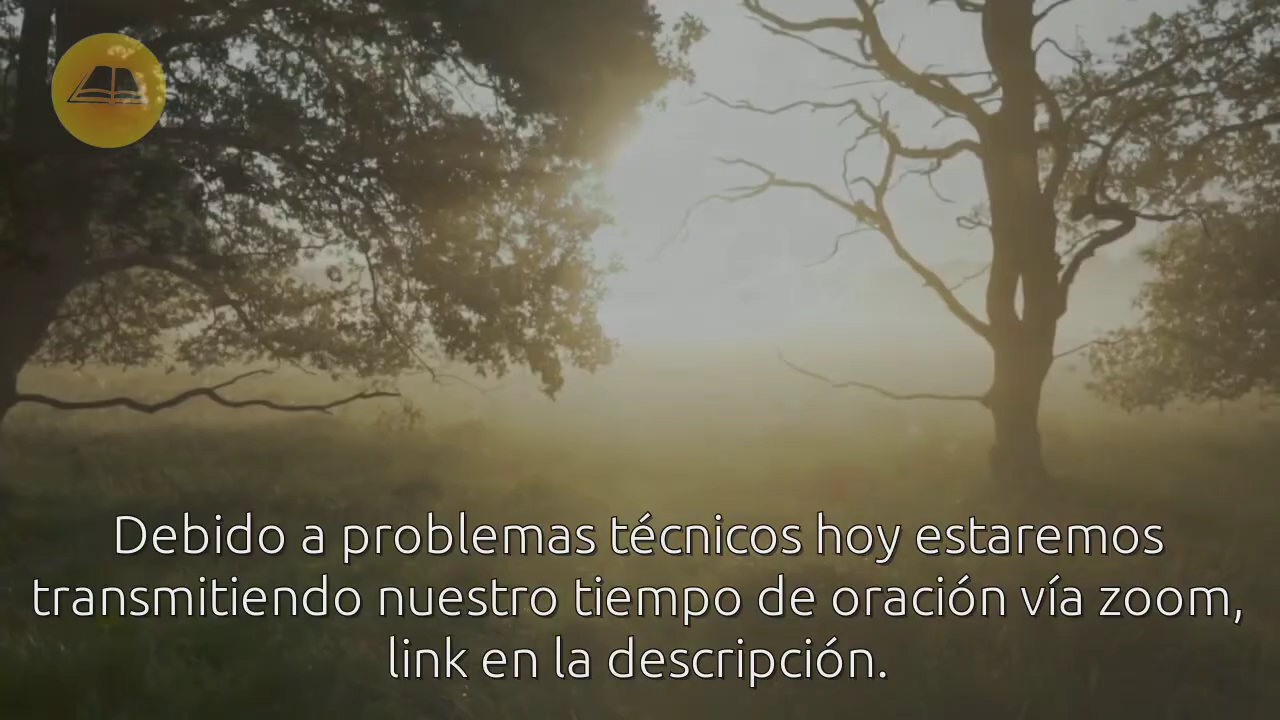 Debido a problemas técnicos hoy estaremos
transmitiendo nuestro tiempo de oración vía zoom,
link en la descripción.